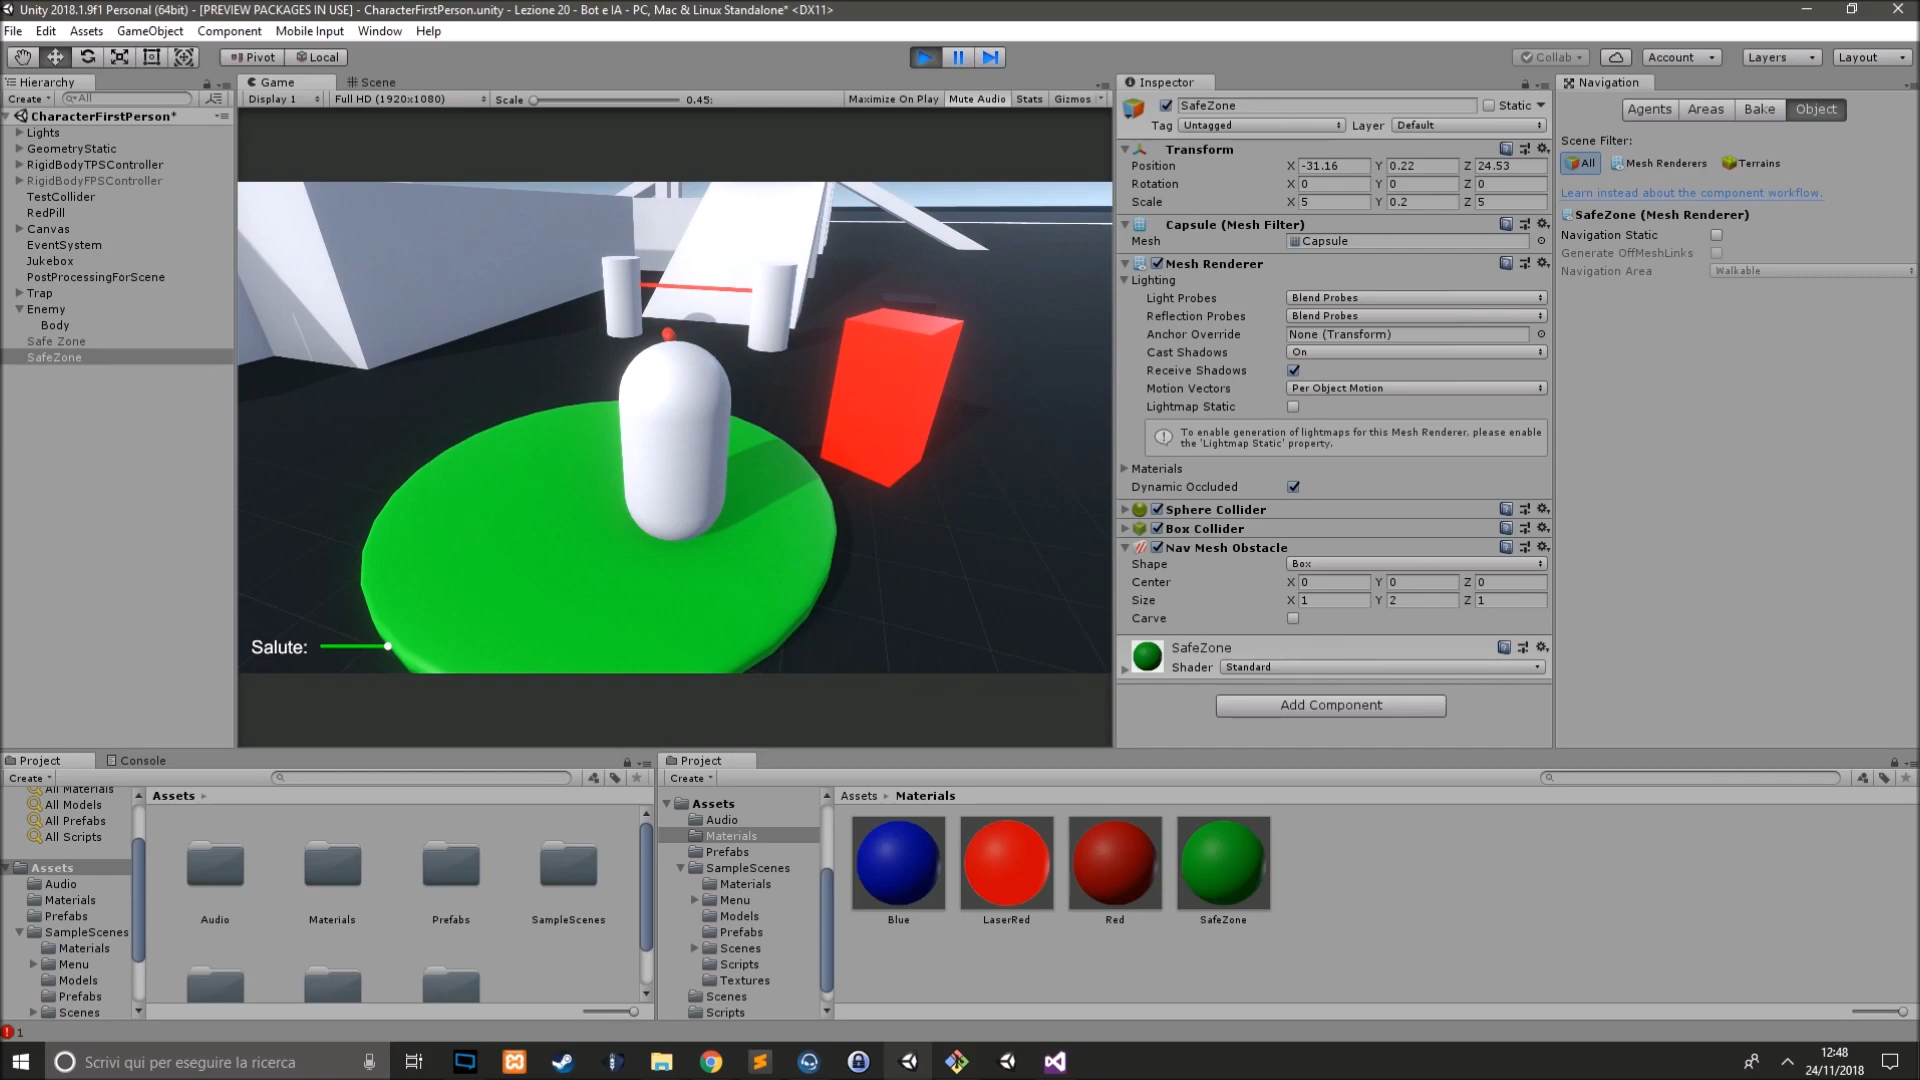 Unity 2018.1.9f1 Personal (64bit) - [PREVIEW PACKAGES IN USE] - CharacterFirstPerson.unity - Lezione 20 - Bot e IA - PC, Mac & Linux Standalone* <DX11>
File Edit Assets GameObject Component Mobile Input Window Help
Pivot Local Collab Account Layers Layout
Hierarchy
Create All
CharacterFirstPerson*
Lights
GeometryStatic
RigidBodyTPSController
RigidBodyFPSController
TestCollider
RedPill
Canvas
EventSystem
Jukebox
PostProcessingForScene
Trap
Enemy
Body
Safe Zone
SafeZone
Game Scene
Display 1 Full HD (1920x1080) Scale 0.45: Maximize On Play Mute Audio Stats Gizmos
Salute:
Inspector
SafeZone Static
Tag Untagged Layer Default
Transform
Position X -31.16 Y 0.22 Z 24.53
Rotation X 0 Y 0 Z 0
Scale X 5 Y 0.2 Z 5
Capsule (Mesh Filter)
Mesh Capsule
Mesh Renderer
Lighting
Light Probes Blend Probes
Reflection Probes Blend Probes
Anchor Override None (Transform)
Cast Shadows On
Receive Shadows
Motion Vectors Per Object Motion
Lightmap Static
To enable generation of lightmaps for this Mesh Renderer, please enable
the 'Lightmap Static' property.
Materials
Dynamic Occluded
Sphere Collider
Box Collider
Nav Mesh Obstacle
Shape Box
Center X 0 Y 0 Z 0
Size X 1 Y 2 Z 1
Carve
SafeZone
Shader Standard
Add Component
Navigation
Agents Areas Bake Object
Scene Filter:
All Mesh Renderers Terrains
Learn instead about the component workflow.
SafeZone (Mesh Renderer)
Navigation Static
Generate OffMeshLinks
Navigation Area Walkable
Project Console
Create
All Materials
All Models
All Prefabs
All Scripts
Assets
Audio
Materials
Prefabs
SampleScenes
Materials
Menu
Models
Prefabs
Scenes
Assets
Audio Materials Prefabs SampleScenes
Project
Create
Assets
Audio
Materials
Prefabs
SampleScenes
Materials
Menu
Models
Prefabs
Scenes
Scripts
Textures
Scenes
Scripts
Assets Materials
Blue LaserRed Red SafeZone
1
Scrivi qui per eseguire la ricerca
12:48
24/11/2018